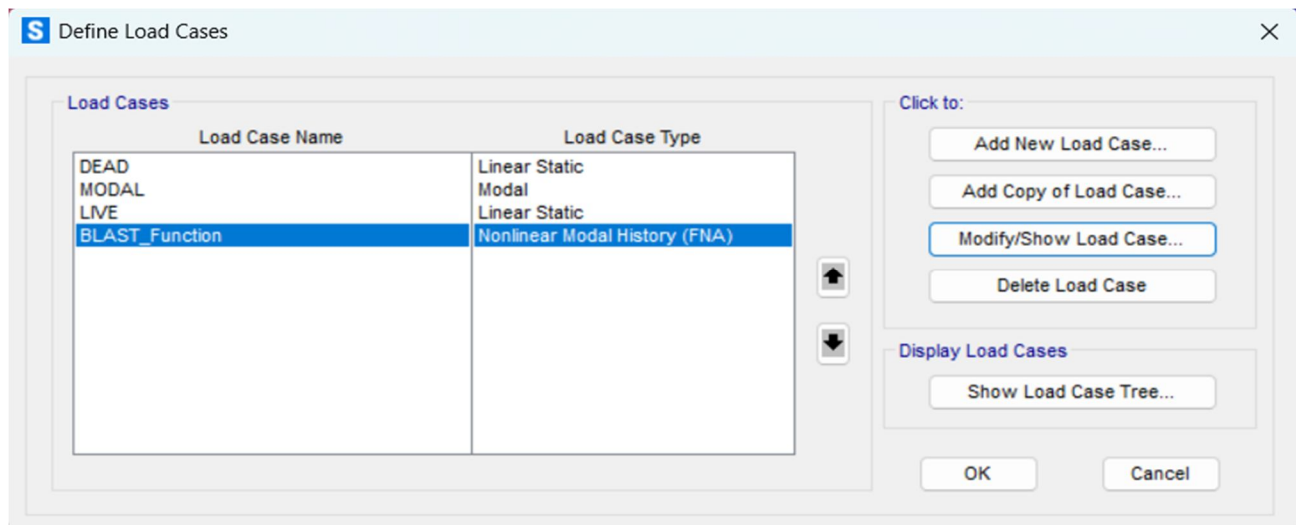 S Define Load Cases
Load Cases
Load Case Name Load Case Type
DEAD Linear Static
MODAL Modal
LIVE Linear Static
BLAST_Function Nonlinear Modal History (FNA)
Click to:
Add New Load Case...
Add Copy of Load Case...
Modify/Show Load Case...
Delete Load Case
Display Load Cases
Show Load Case Tree...
OK Cancel